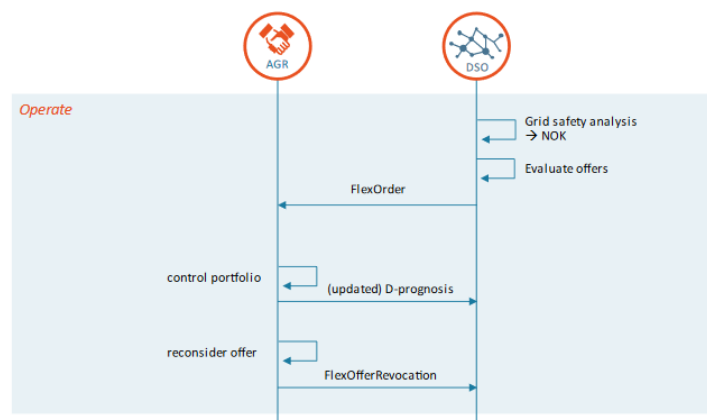 AGR
DSO
Operate
Grid safety analysis
→ NOK
Evaluate offers
FlexOrder
control portfolio
(updated) D-prognosis
reconsider offer
FlexOfferRevocation